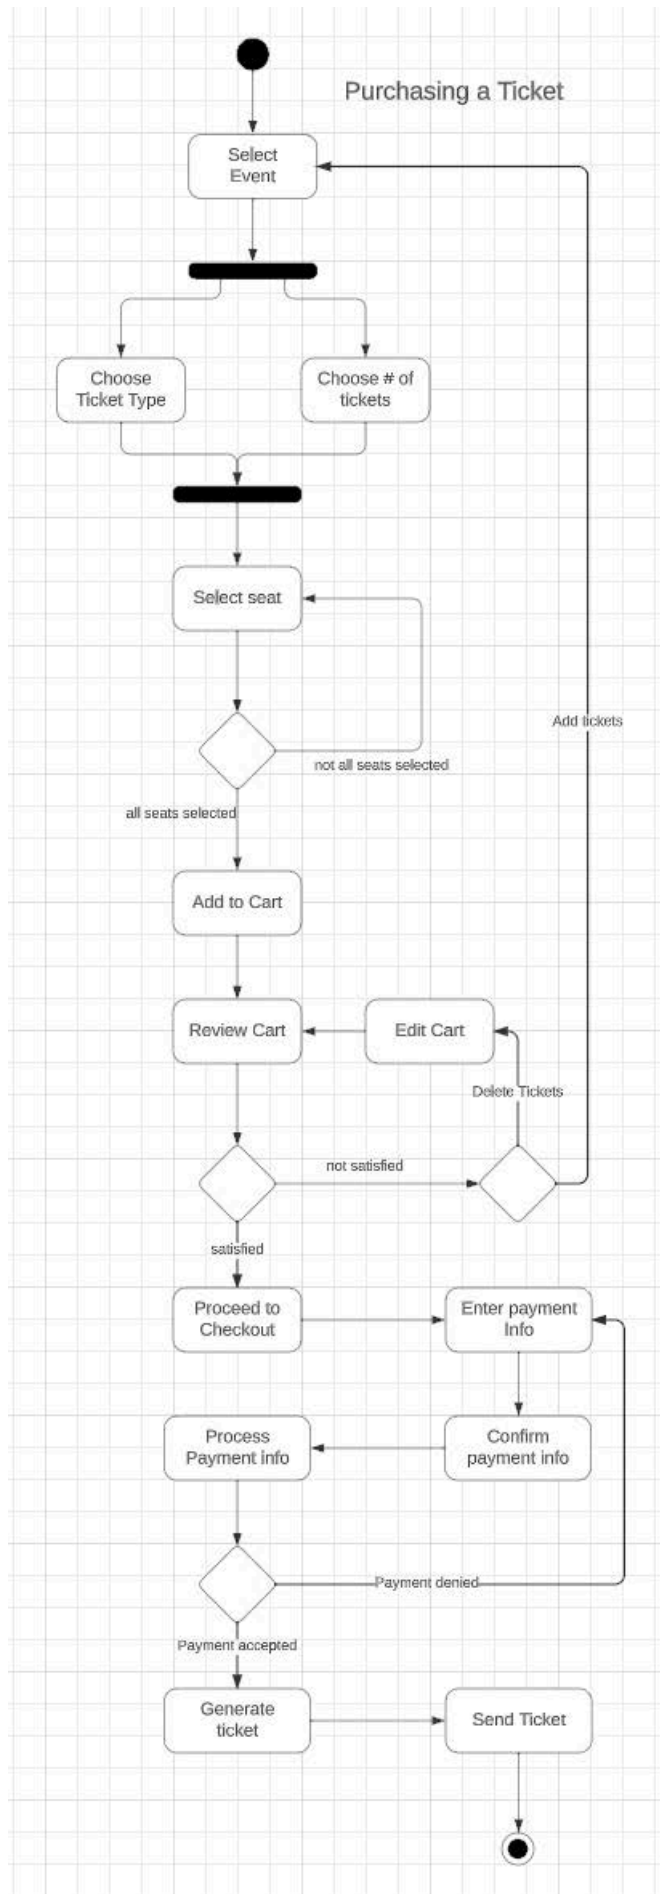 Purchasing a Ticket
Select
Event
Choose
Ticket Type
Choose # of
tickets
Select seat
Add tickets
not all seats selected
all seats selected
Add to Cart
Review Cart
Edit Cart
Delete Tickets
not satisfied
satisfied
Proceed to
Checkout
Enter payment
Info
Process
Payment info
Confirm
payment info
Payment denied
Payment accepted
Generate
ticket
Send Ticket